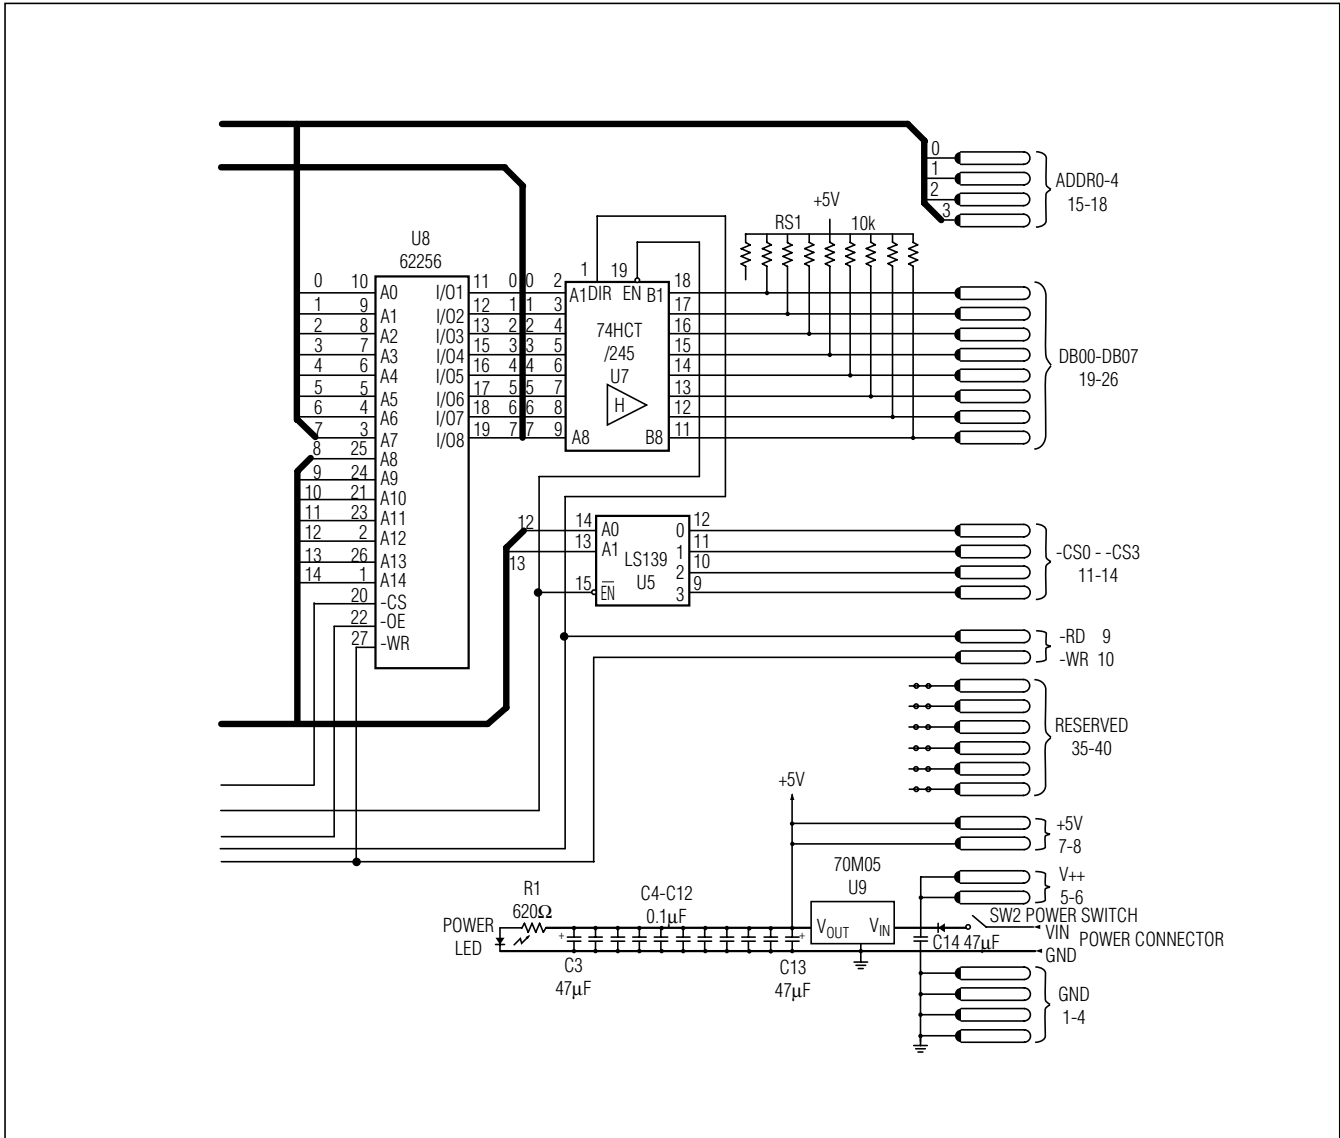 0
1
2
3
ADDR0-4
15-18
+5V
RS1 10k
U8
62256
0 10 A0 I/O1 11 0 0 2 A1 DIR EN B1 18
1 19
1 9 A1 I/O2 12 1 1 3 17
2 8 A2 I/O3 13 2 2 4 16
3 7 A3 I/O4 15 3 3 5 15
4 6 A4 I/O5 16 4 4 6 14
5 5 A5 I/O6 17 5 5 7 13
6 4 A6 I/O7 18 6 6 8 12
7 3 A7 I/O8 19 7 7 9 A8 B8 11
74HCT
/245
U7
H
DB00-DB07
19-26
8 25 A8
9 24 A9
10 21 A10
11 23 A11
12 2 A12
13 26 A13
14 1 A14
20 -CS
22 -OE
27 -WR
12 14 A0 0 12
13 13 A1 1 11
2 10
15 EN 3 9
LS139
U5
-CS0 - -CS3
11-14
-RD 9
-WR 10
RESERVED
35-40
+5V
+5V
7-8
70M05
U9
V++
5-6
R1
620Ω
C4-C12
0.1µF
POWER
LED
+
+
VOUT VIN
SW2 POWER SWITCH
VIN
POWER CONNECTOR
GND
C14 47µF
C3
47µF
C13
47µF
GND
1-4